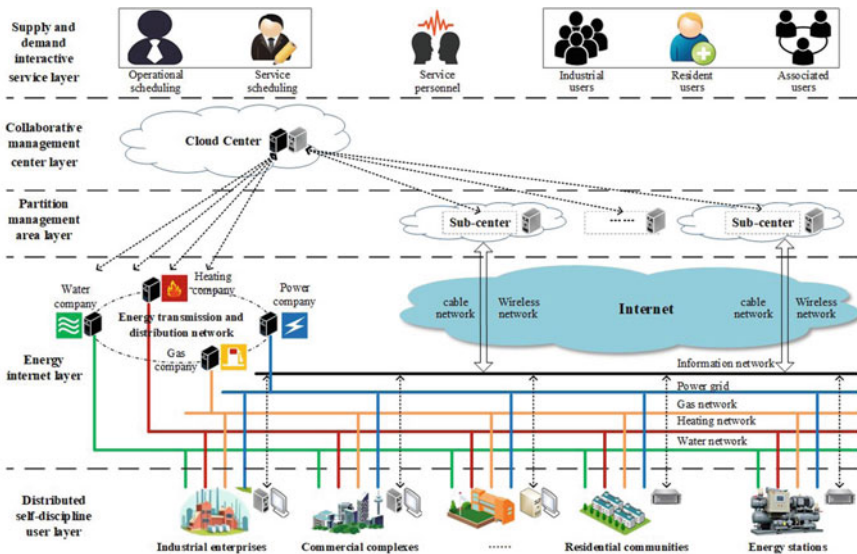 Supply and
demand
interactive
service layer
Operational
scheduling
Service
scheduling
Service
personnel
Industrial
users
Resident
users
Associated
users
Collaborative
management
center layer
Cloud Center
Partition
management
area layer
Sub-center
......
Sub-center
Water
company
Heating
company
Power
company
Energy transmission and
distribution network
Gas
company
Energy
internet layer
cable
network
Wireless
network
Internet
cable
network
Wireless
network
Information network
Power grid
Gas network
Heating network
Water network
Distributed
self-discipline
user layer
Industrial enterprises
Commercial complexes
......
Residential communities
Energy stations